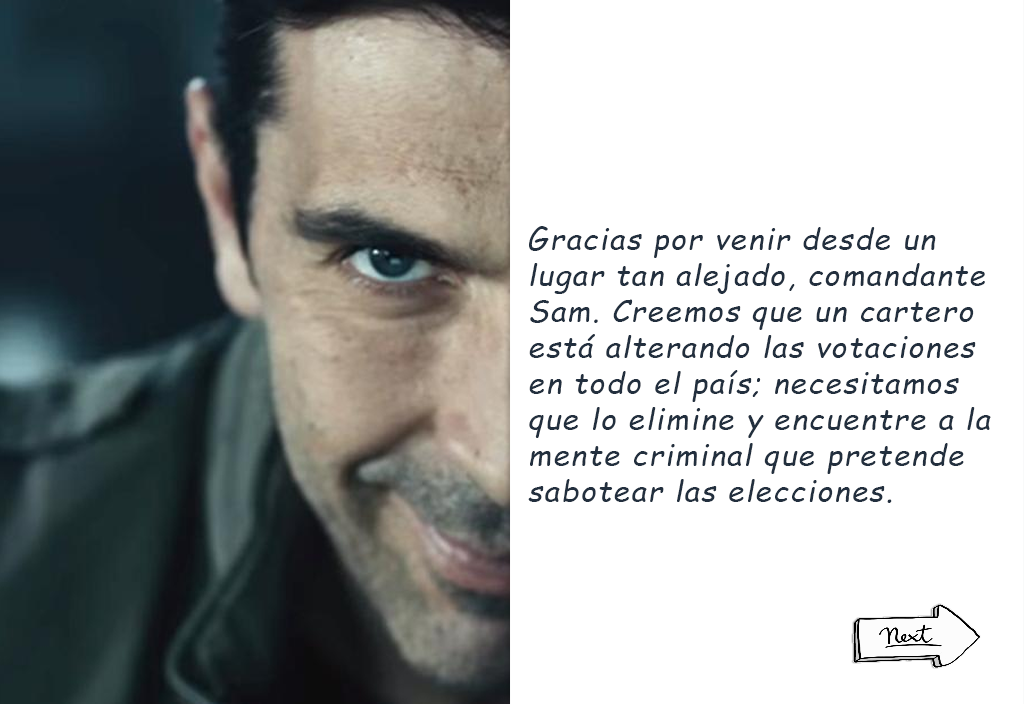 Gracias por venir desde un
lugar tan alejado, comandante
Sam. Creemos que un cartero
está alterando las votaciones
en todo el país; necesitamos
que lo elimine y encuentre a la
mente criminal que pretende
sabotear las elecciones.
Next